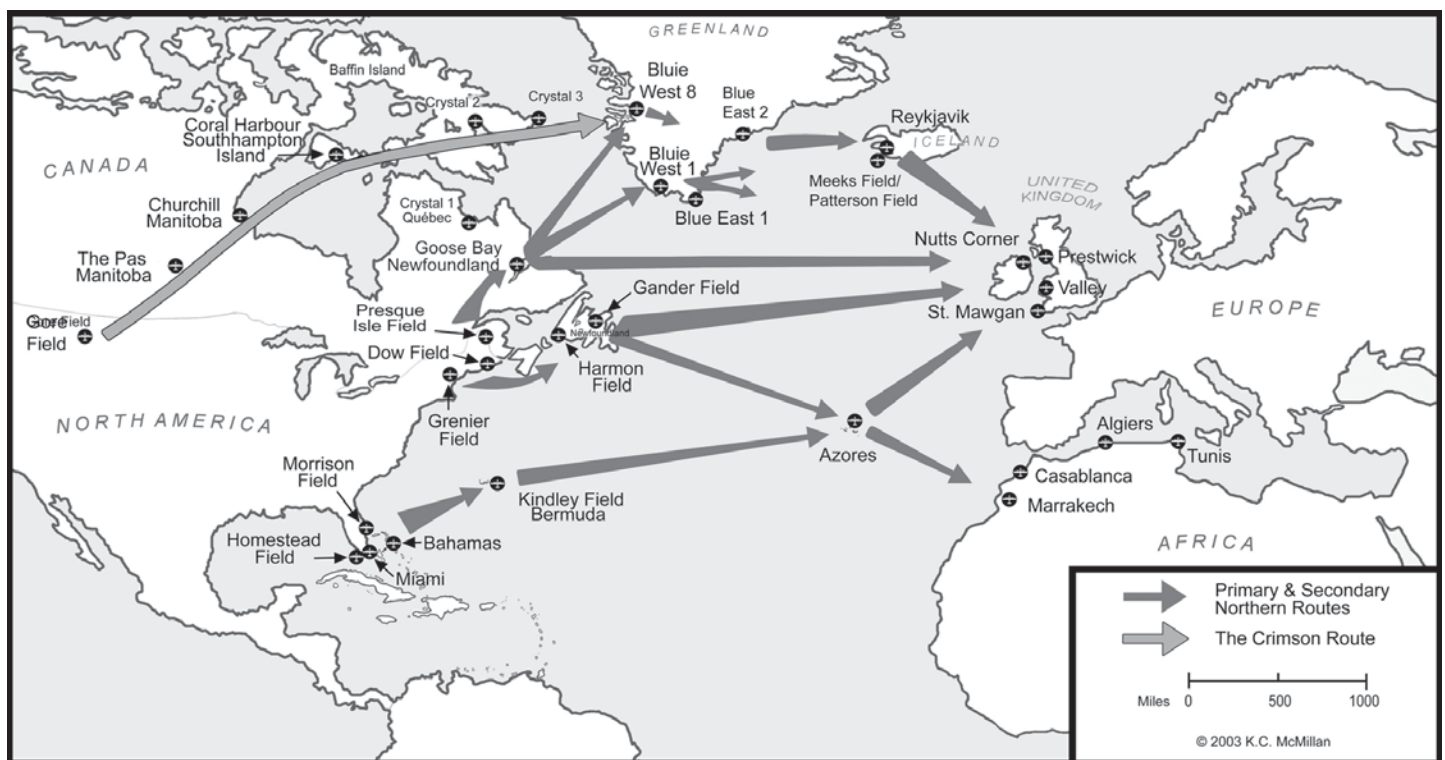 GREENLAND
Baffin Island
Bluie
West 8
Crystal 2
Crystal 3
Blue
East 2
Coral Harbour
Southhampton
Island
CANADA
Reykjavik
ICELAND
Bluie
West 1
Meeks Field/
Patterson Field
UNITED
KINGDOM
Churchill
Manitoba
Crystal 1
Québec
Blue East 1
The Pas
Manitoba
Goose Bay
Newfoundland
Nutts Corner
Prestwick
Valley
St. Mawgan
EUROPE
Gander Field
Presque
Isle Field
Newfoundland
Gore
Field
Dow Field
Harmon
Field
NORTH AMERICA
Grenier
Field
Azores
Algiers
Tunis
Casablanca
Marrakech
Morrison
Field
Kindley Field
Bermuda
Homestead
Field
Bahamas
Miami
AFRICA
Primary & Secondary
Northern Routes
The Crimson Route
Miles 0 500 1000
© 2003 K.C. McMillan